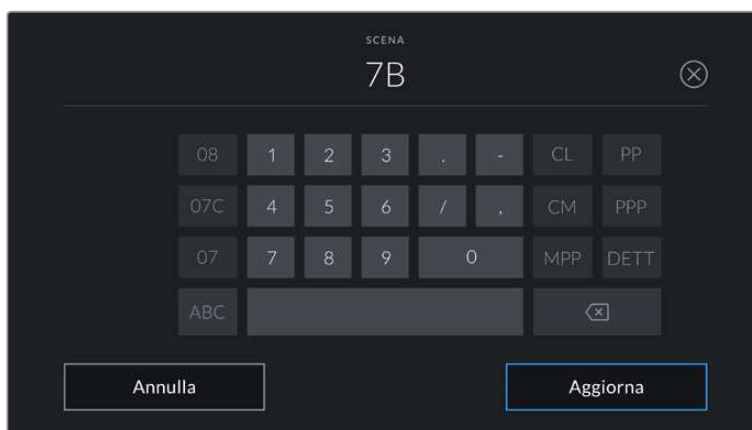 SCENA
7B
08 1 2 3 . - CL PP
07C 4 5 6 / , CM PPP
07 7 8 9 0 MPP DETT
ABC
Annulla Aggiorna